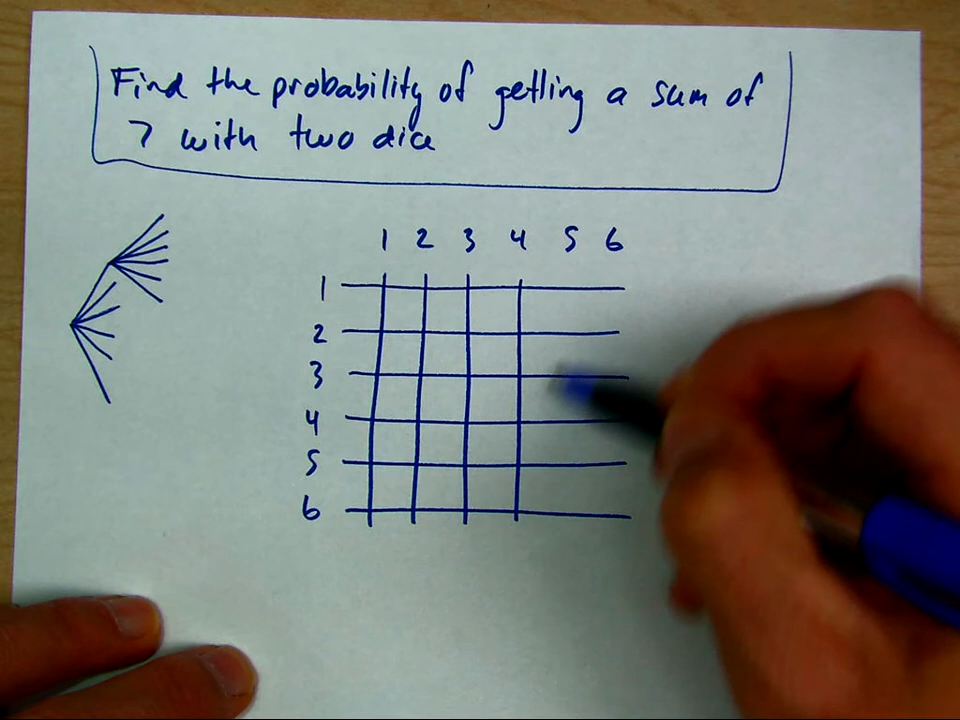 Find the probability of getting a sum of
7 with two dice
1 2 3 4 5 6
1
2
3
4
5
6